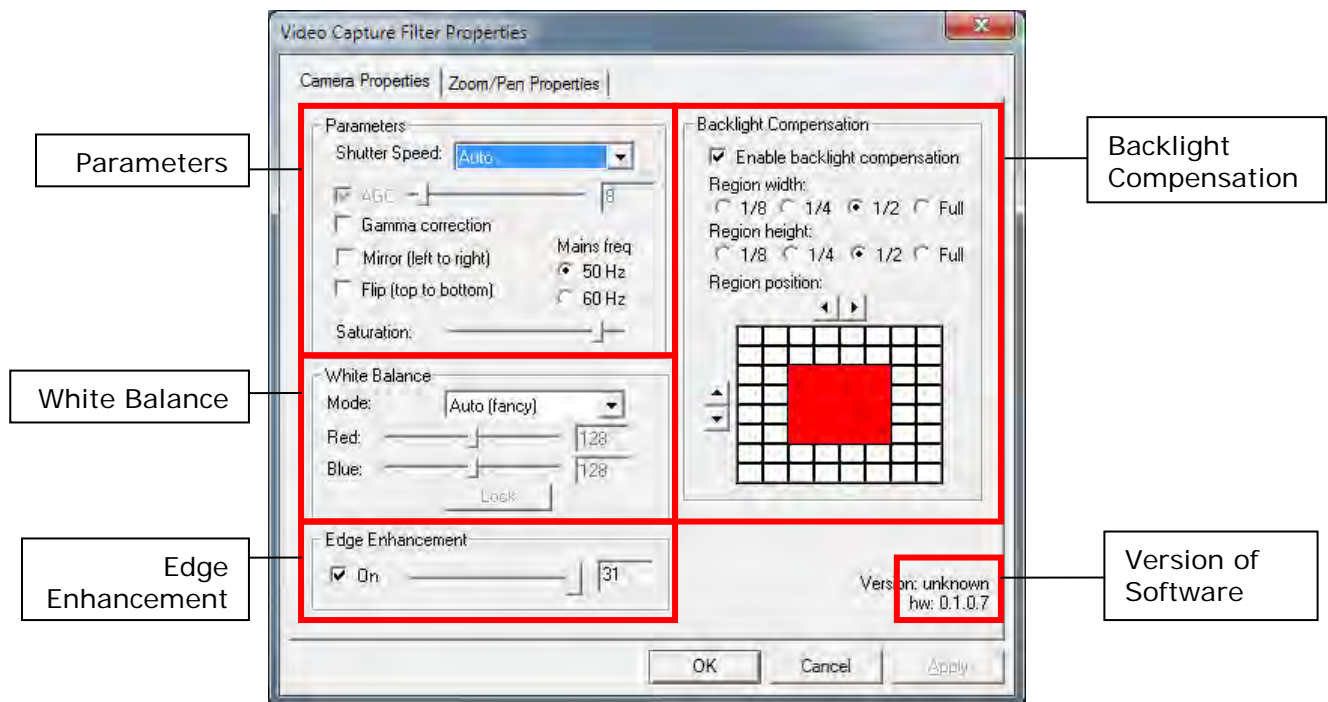 Video Capture Filter Properties
Camera Properties
Zoom/Pan Properties
Parameters
Parameters
Shutter Speed: Auto
AGC 8
Gamma correction
Mirror (left to right)
Flip (top to bottom)
Mains freq
50 Hz
60 Hz
Saturation:
Backlight Compensation
Enable backlight compensation
Region width:
1/8 1/4 1/2 Full
Region height:
1/8 1/4 1/2 Full
Region position:
Backlight
Compensation
White Balance
White Balance
Mode: Auto (fancy)
Red: 128
Blue: 128
Lock
Edge
Enhancement
Edge Enhancement
On 31
Version: unknown
hw: 0.1.0.7
Version of
Software
OK Cancel Apply